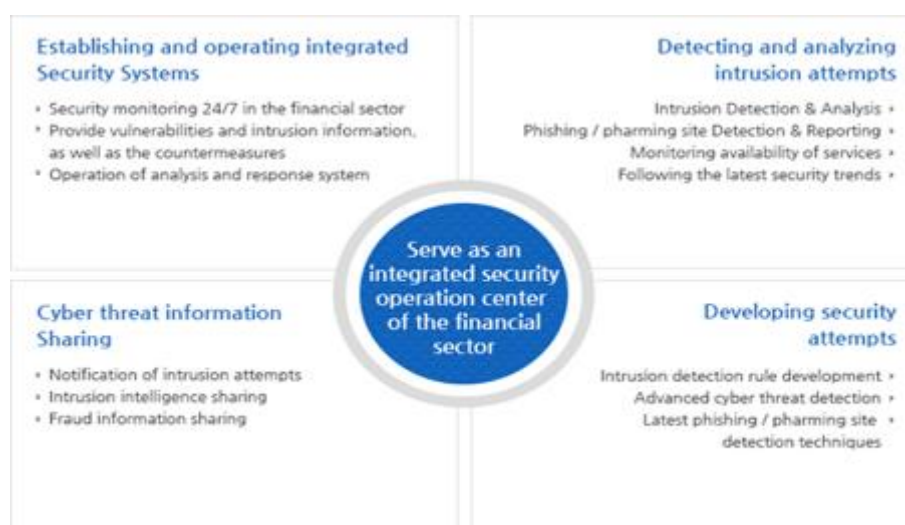 Establishing and operating integrated
Security Systems
• Security monitoring 24/7 in the financial sector
• Provide vulnerabilities and intrusion information,
as well as the countermeasures
• Operation of analysis and response system
Detecting and analyzing
intrusion attempts
Intrusion Detection & Analysis •
Phishing / pharming site Detection & Reporting •
Monitoring availability of services •
Following the latest security trends •
Serve as an
integrated security
operation center
of the financial
sector
Cyber threat information
Sharing
• Notification of intrusion attempts
• Intrusion intelligence sharing
• Fraud information sharing
Developing security
attempts
Intrusion detection rule development •
Advanced cyber threat detection •
Latest phishing / pharming site •
detection techniques